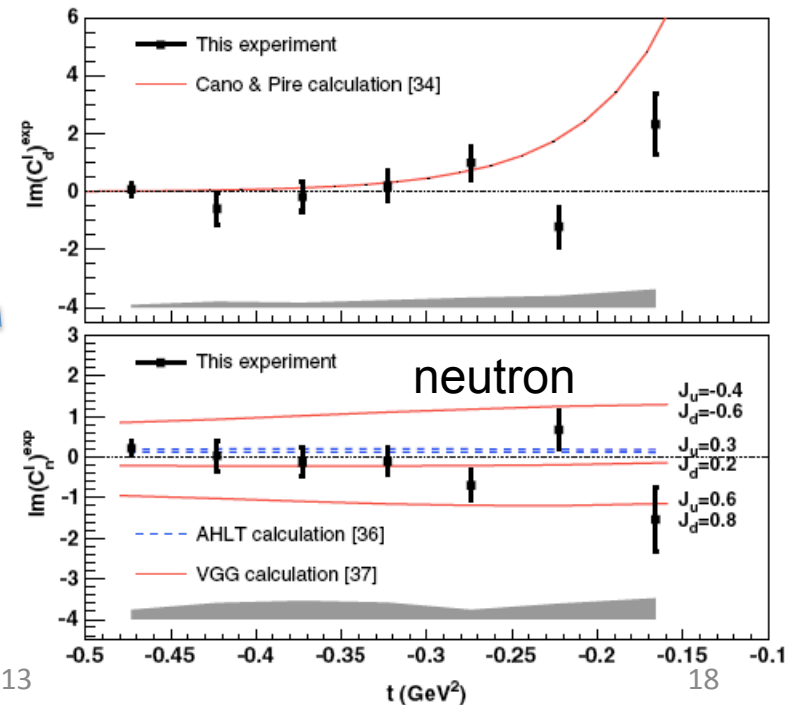 6
This experiment
Cano & Pire calculation [34]
4
2
0
-2
-4
Im(C^I_d)^exp
3
This experiment
neutron
2
1
0
-1
-2
-3
-4
Im(C^I_n)^exp
J_u=-0.4
J_d=-0.6
J_u=0.3
J_d=0.2
J_u=0.6
J_d=0.8
AHLT calculation [36]
VGG calculation [37]
-0.5 -0.45 -0.4 -0.35 -0.3 -0.25 -0.2 -0.15 -0.1
t (GeV²)
13
18